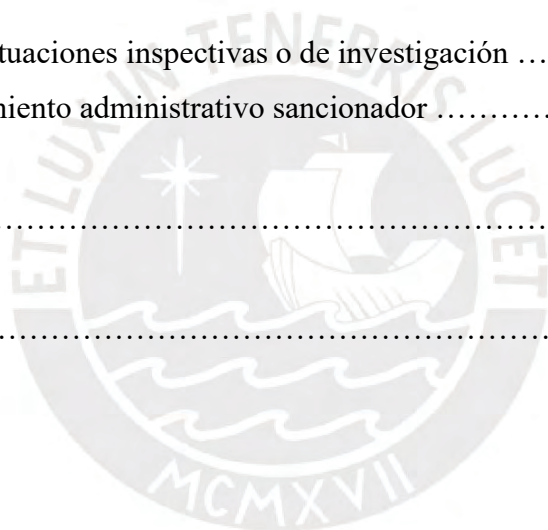 tuaciones inspectivas o de investigación …
miento administrativo sancionador …………
……………………………………………………
……………………………………………………
ET LUX IN TENEBRIS LUCET
MCMXVII